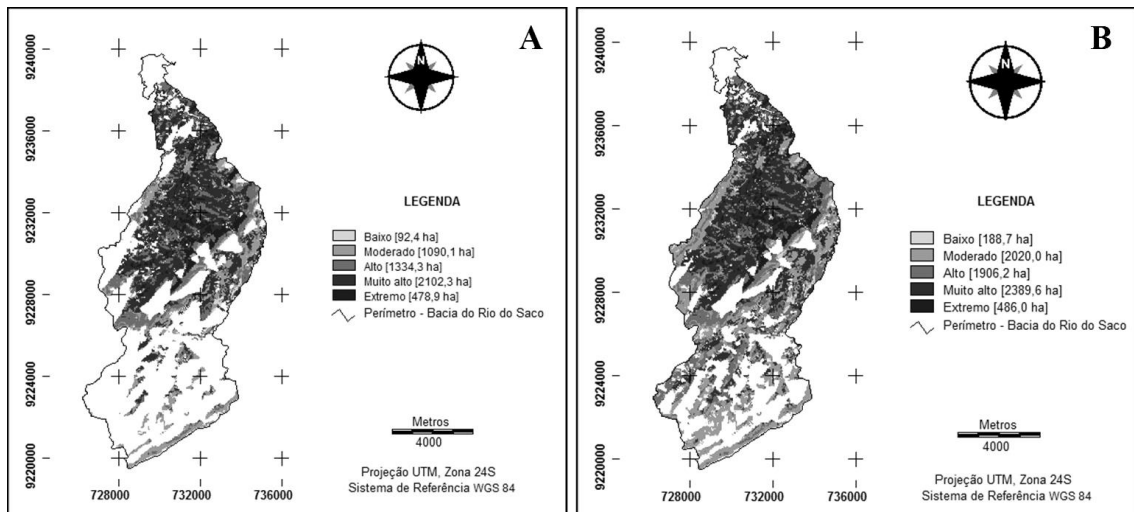 A
N
9240000
9236000
9232000
9228000
9224000
9220000
LEGENDA
Baixo [92,4 ha]
Moderado [1090,1 ha]
Alto [1334,3 ha]
Muito alto [2102,3 ha]
Extremo [478,9 ha]
Perímetro - Bacia do Rio do Saco
Metros
4000
Projeção UTM, Zona 24S
Sistema de Referência WGS 84
728000 732000 736000
B
N
9240000
9236000
9232000
9228000
9224000
9220000
LEGENDA
Baixo [188,7 ha]
Moderado [2020,0 ha]
Alto [1906,2 ha]
Muito alto [2389,6 ha]
Extremo [486,0 ha]
Perímetro - Bacia do Rio do Saco
Metros
4000
Projeção UTM, Zona 24S
Sistema de Referência WGS 84
728000 732000 736000